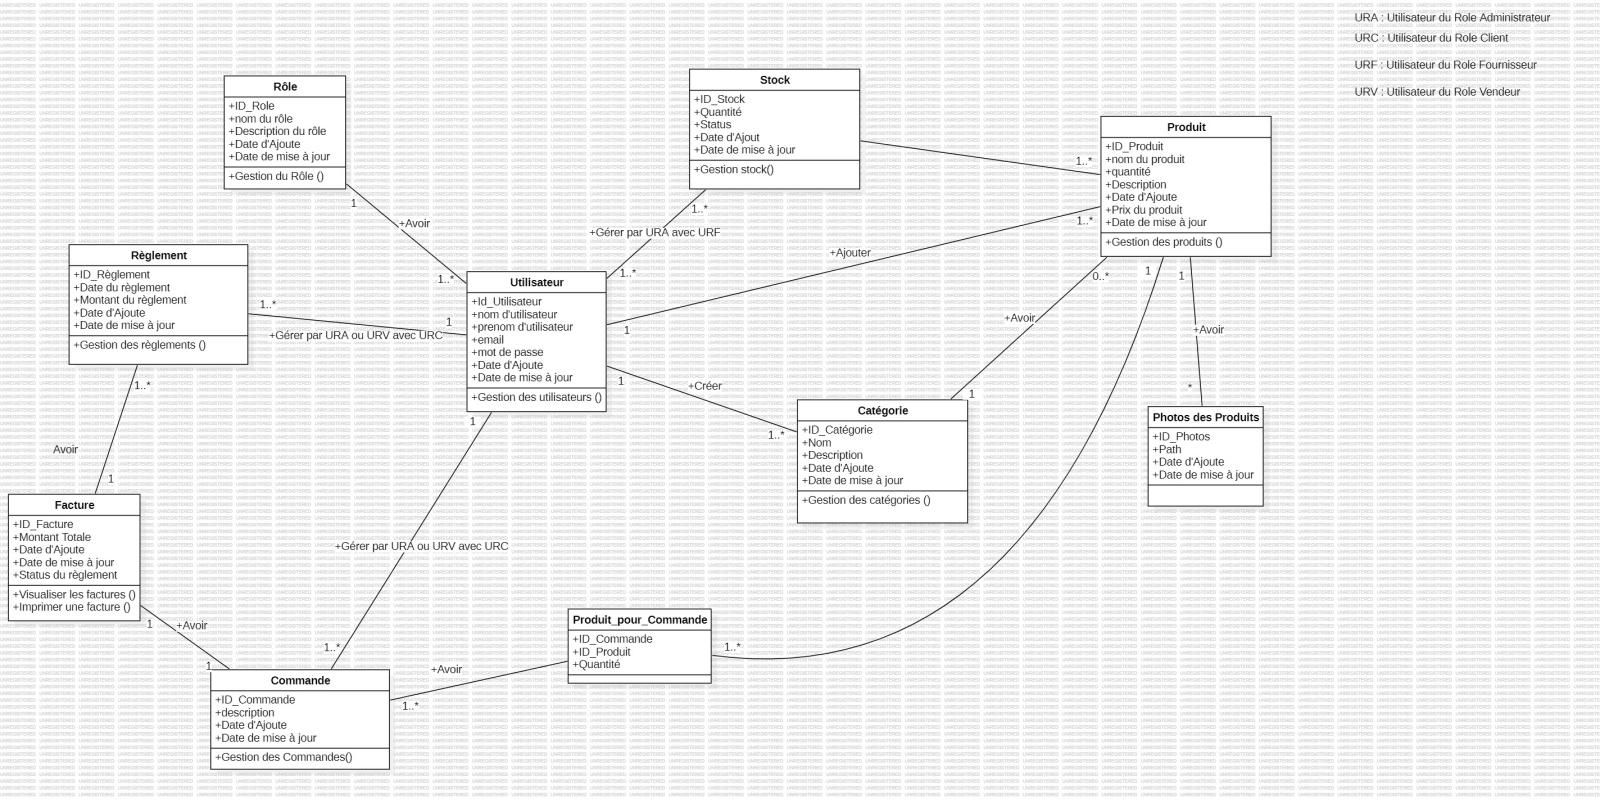 URA : Utilisateur du Role Administrateur
URC : Utilisateur du Role Client
URF : Utilisateur du Role Fournisseur
URV : Utilisateur du Role Vendeur
Rôle
+ID_Role
+nom du rôle
+Description du rôle
+Date d'Ajoute
+Date de mise à jour
+Gestion du Rôle ()
1
+Avoir
1..*
Stock
+ID_Stock
+Quantité
+Status
+Date d'Ajout
+Date de mise à jour
+Gestion stock()
1..*
+Gérer par URA avec URF
1..*
1..*
Produit
+ID_Produit
+nom du produit
+quantité
+Description
+Date d'Ajoute
+Prix du produit
+Date de mise à jour
+Gestion des produits ()
1..*
+Ajouter
1
0..*
1
1
+Avoir
+Avoir
*
1
Règlement
+ID_Règlement
+Date du règlement
+Montant du règlement
+Date d'Ajoute
+Date de mise à jour
+Gestion des règlements ()
1..*
1
+Gérer par URA ou URV avec URC
Utilisateur
+Id_Utilisateur
+nom d'utilisateur
+prenom d'utilisateur
+email
+mot de passe
+Date d'Ajoute
+Date de mise à jour
+Gestion des utilisateurs ()
1
+Créer
1..*
Catégorie
+ID_Catégorie
+Nom
+Description
+Date d'Ajoute
+Date de mise à jour
+Gestion des catégories ()
Photos des Produits
+ID_Photos
+Path
+Date d'Ajoute
+Date de mise à jour
1..*
Avoir
1
Facture
+ID_Facture
+Montant Totale
+Date d'Ajoute
+Date de mise à jour
+Status du règlement
+Visualiser les factures ()
+Imprimer une facture ()
1
+Avoir
1
1
+Gérer par URA ou URV avec URC
1..*
Commande
+ID_Commande
+description
+Date d'Ajoute
+Date de mise à jour
+Gestion des Commandes()
+Avoir
1..*
Produit_pour_Commande
+ID_Commande
+ID_Produit
+Quantité
1..*
UNREGISTERED